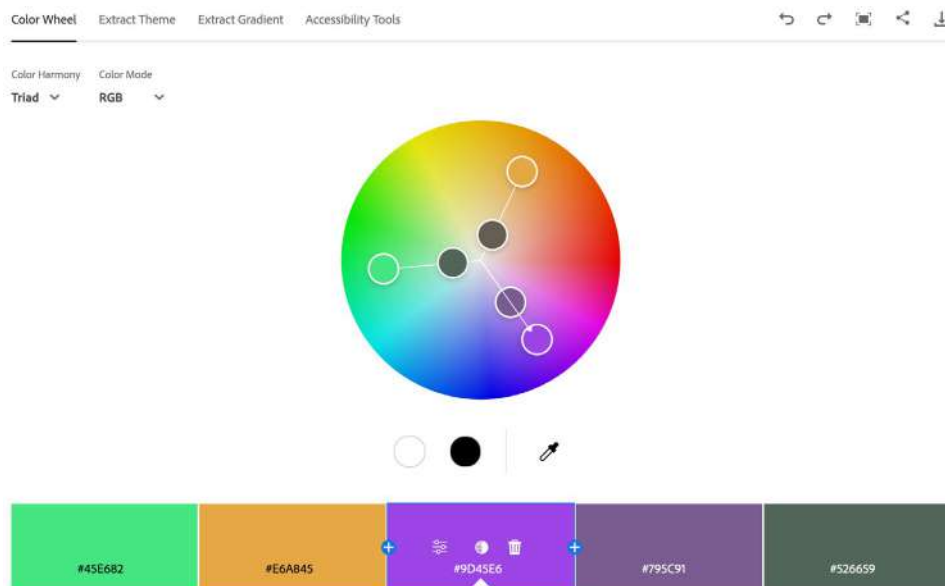 Color Wheel Extract Theme Extract Gradient Accessibility Tools
Color Harmony Color Mode
Triad RGB
#45E682 #E6A845 #9D45E6 #795C91 #526659